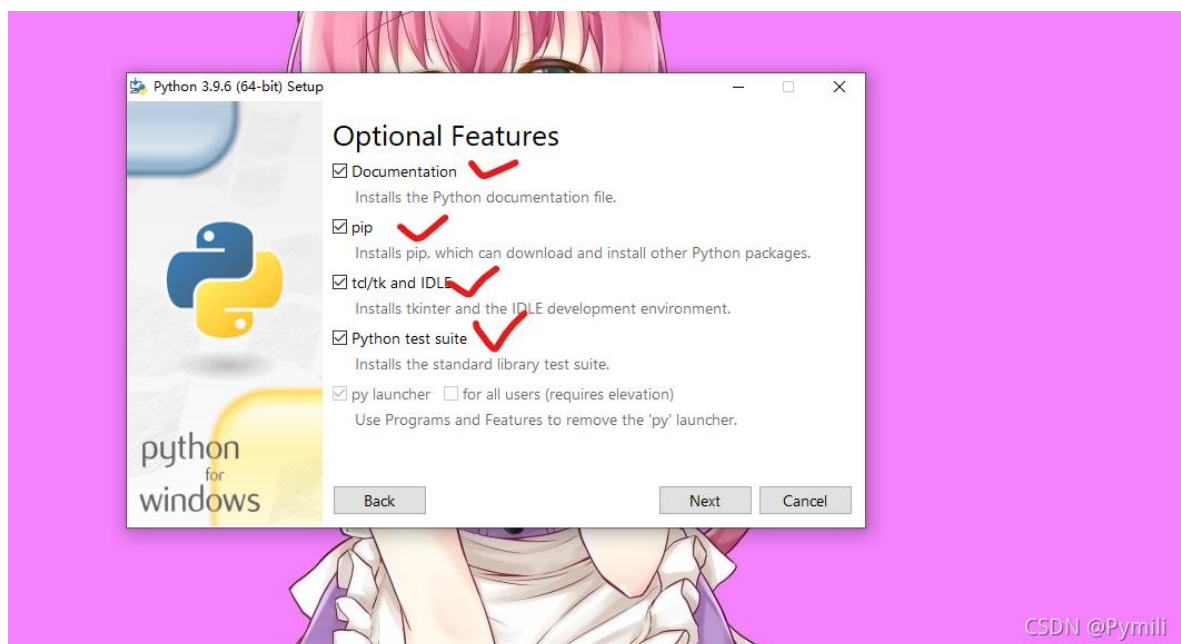 Python 3.9.6 (64-bit) Setup
Optional Features
Documentation
Installs the Python documentation file.
pip
Installs pip, which can download and install other Python packages.
tcl/tk and IDLE
Installs tkinter and the IDLE development environment.
Python test suite
Installs the standard library test suite.
py launcher for all users (requires elevation)
Use Programs and Features to remove the 'py' launcher.
python
for
windows
Back Next Cancel
CSDN @Pymili